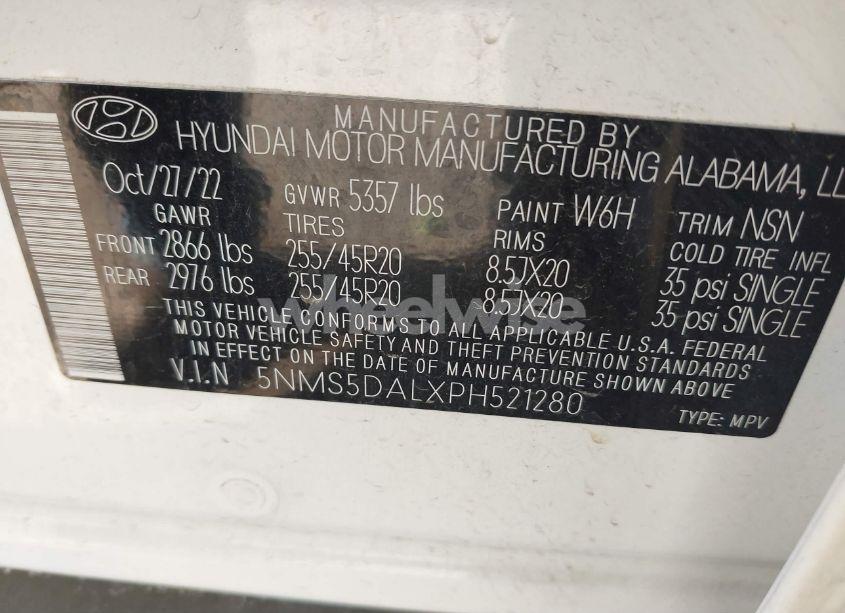 MANUFACTURED BY
HYUNDAI MOTOR MANUFACTURING ALABAMA, LL
Oct/27/22 GVWR 5357 lbs PAINT W6H TRIM NSN
GAWR TIRES RIMS COLD TIRE INFL
FRONT 2866 lbs 255/45R20 8.5JX20 35 psi SINGLE
REAR 2976 lbs 255/45R20 8.5JX20 35 psi SINGLE
wheelwise
THIS VEHICLE CONFORMS TO ALL APPLICABLE U.S.A. FEDERAL
MOTOR VEHICLE SAFETY AND THEFT PREVENTION STANDARDS
IN EFFECT ON THE DATE OF MANUFACTURE SHOWN ABOVE
V.I.N 5NMS5DALXPH521280
TYPE: MPV